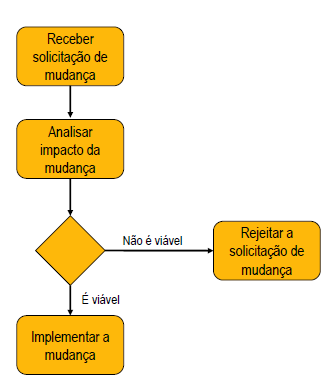 Receber
solicitação de
mudança
Analisar
impacto da
mudança
Não é viável
Rejeitar a
solicitação de
mudança
É viável
Implementar a
mudança